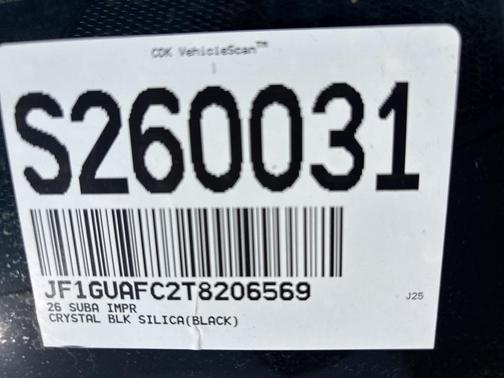 CDK VehicleScan™
S260031
JF1GUAFC2T8206569
J25
26 SUBA IMPR
CRYSTAL BLK SILICA(BLACK)